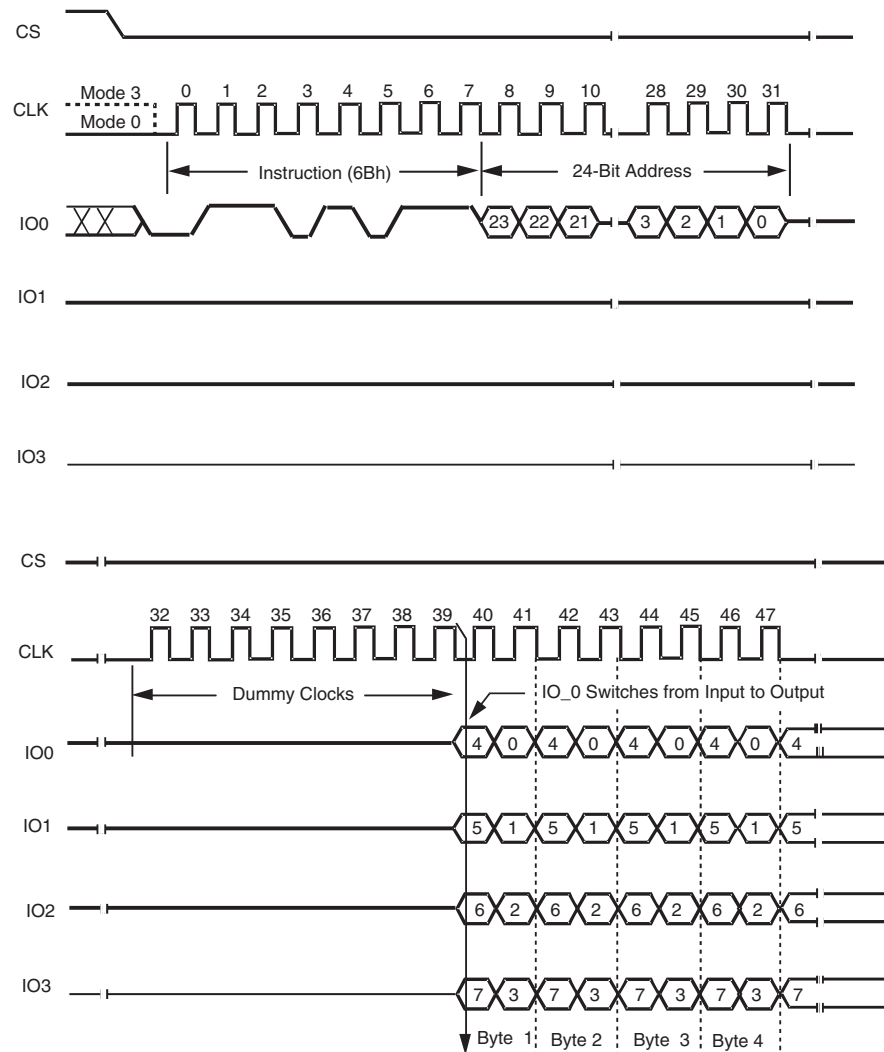 CS
Mode 3
0 1 2 3 4 5 6 7 8 9 10 28 29 30 31
CLK
Mode 0
Instruction (6Bh)
24-Bit Address
IO0
23 22 21 3 2 1 0
IO1
IO2
IO3
CS
32 33 34 35 36 37 38 39 40 41 42 43 44 45 46 47
CLK
Dummy Clocks
IO_0 Switches from Input to Output
IO0
4 0 4 0 4 0 4 0 4
IO1
5 1 5 1 5 1 5 1 5
IO2
6 2 6 2 6 2 6 2 6
IO3
7 3 7 3 7 3 7 3 7
Byte 1 Byte 2 Byte 3 Byte 4